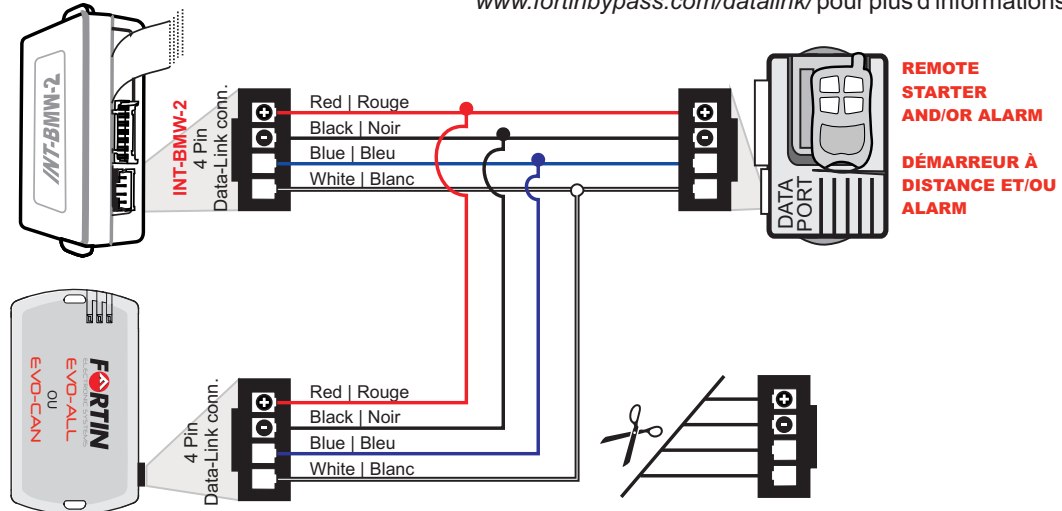 www.fortinbypass.com/datalink/ pour plus d'informations
INT-BMW-2
INT-BMW-2
4 Pin
Data-Link conn.
Red | Rouge
Black | Noir
Blue | Bleu
White | Blanc
DATA
PORT
REMOTE
STARTER
AND/OR ALARM
DÉMARREUR À
DISTANCE ET/OU
ALARM
FORTIN
ELECTRONIC SYSTEMS
EVO-ALL
OU
EVO-CAN
4 Pin
Data-Link conn.
Red | Rouge
Black | Noir
Blue | Bleu
White | Blanc